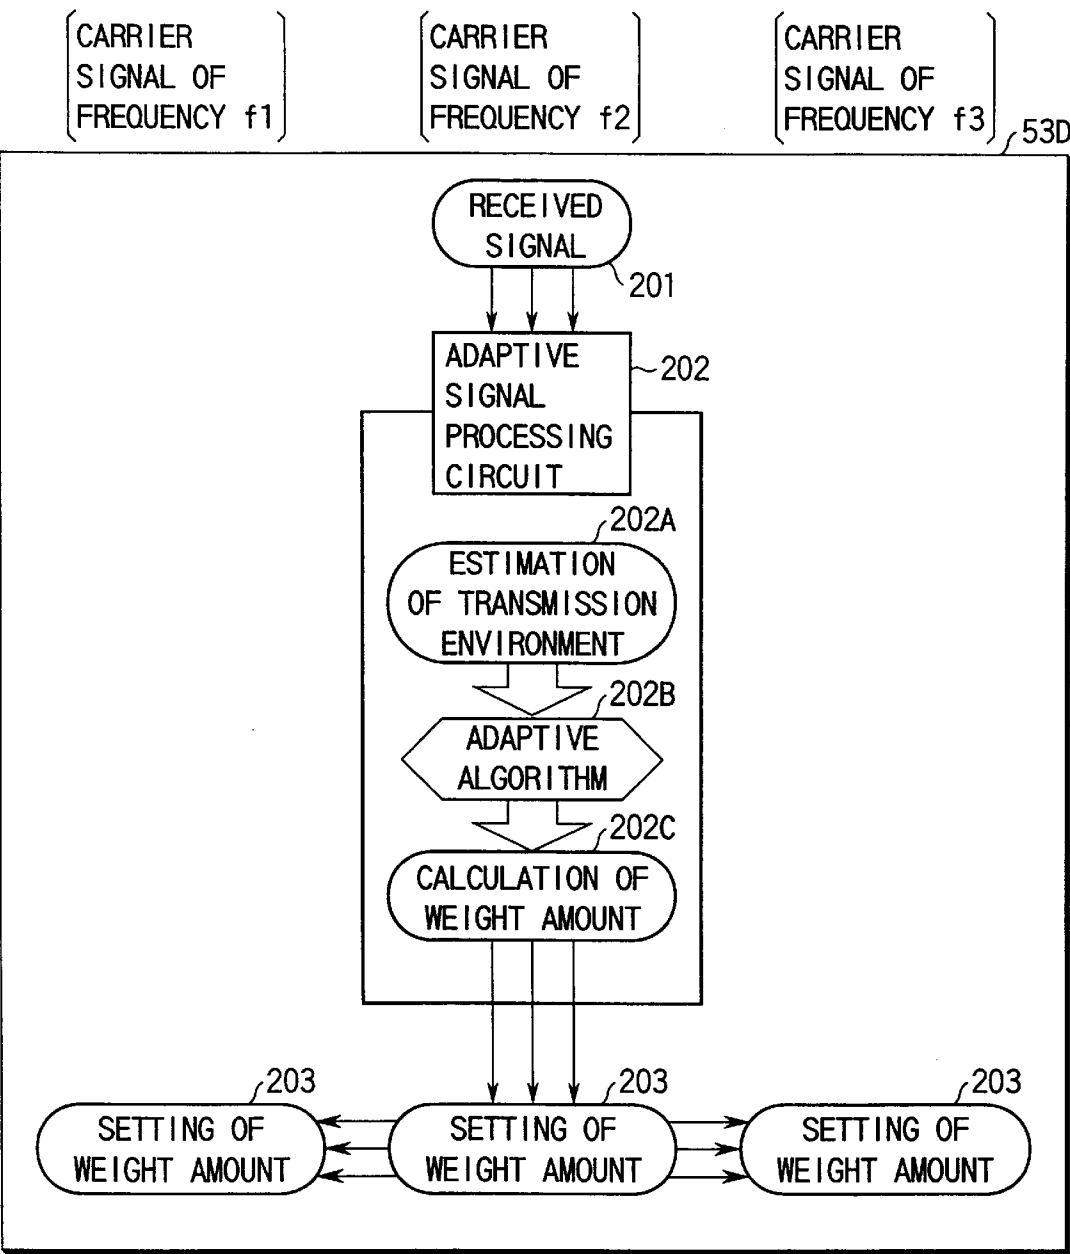 CARRIER
SIGNAL OF
FREQUENCY f1
CARRIER
SIGNAL OF
FREQUENCY f2
CARRIER
SIGNAL OF
FREQUENCY f3
53D
RECEIVED
SIGNAL
201
ADAPTIVE
SIGNAL
PROCESSING
CIRCUIT
202
202A
ESTIMATION
OF TRANSMISSION
ENVIRONMENT
202B
ADAPTIVE
ALGORITHM
202C
CALCULATION OF
WEIGHT AMOUNT
203
SETTING OF
WEIGHT AMOUNT
203
SETTING OF
WEIGHT AMOUNT
203
SETTING OF
WEIGHT AMOUNT